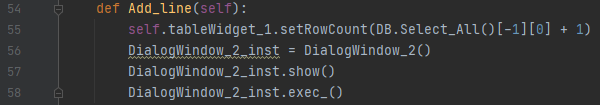 54 def Add_line(self):
55 self.tableWidget_1.setRowCount(DB.Select_All()[-1][0] + 1)
56 DialogWindow_2_inst = DialogWindow_2()
57 DialogWindow_2_inst.show()
58 DialogWindow_2_inst.exec_()